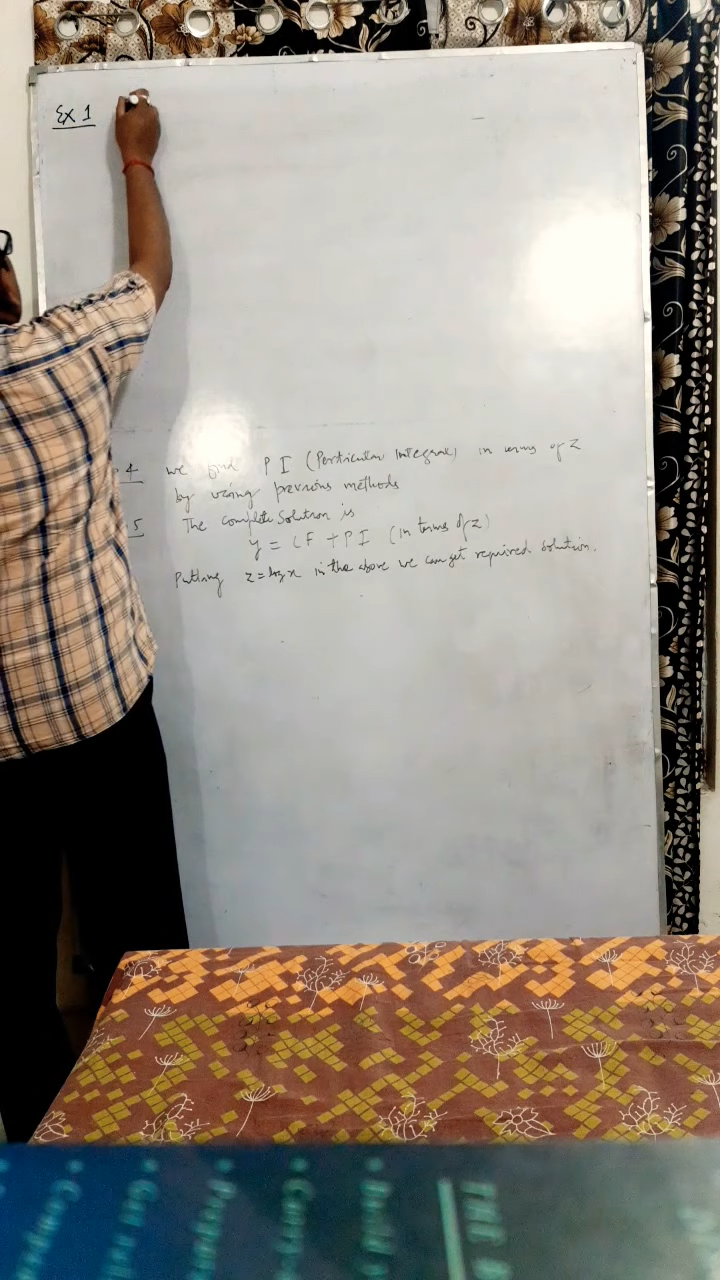 Ex 1
4 we find P I (Perticular Integral) in terms of z
by using previous methods
5 The complete solution is
y = CF + PI (in terms of z)
Putting z = log x in the above we can get required solution.